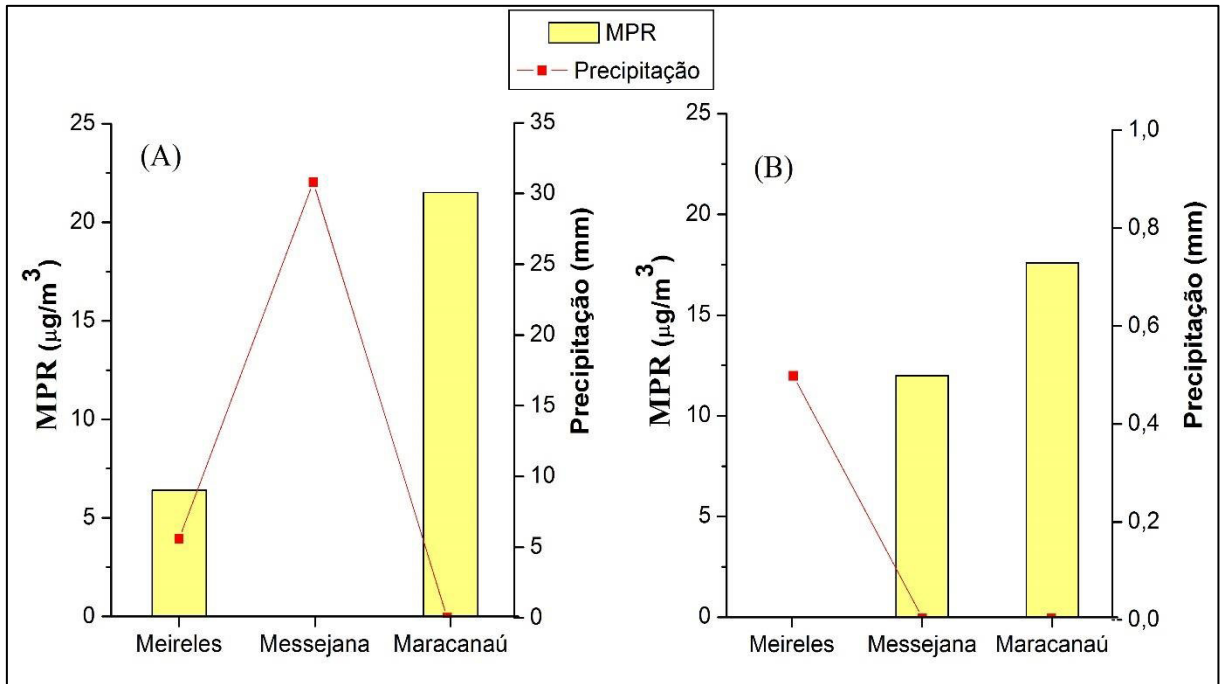 MPR
Precipitação
(A)
MPR (µg/m³)
25
20
15
10
5
0
Precipitação (mm)
35
30
25
20
15
10
5
0
Meireles Messejana Maracanaú
(B)
MPR (µg/m³)
25
20
15
10
5
0
Precipitação (mm)
1,0
0,8
0,6
0,4
0,2
0,0
Meireles Messejana Maracanaú